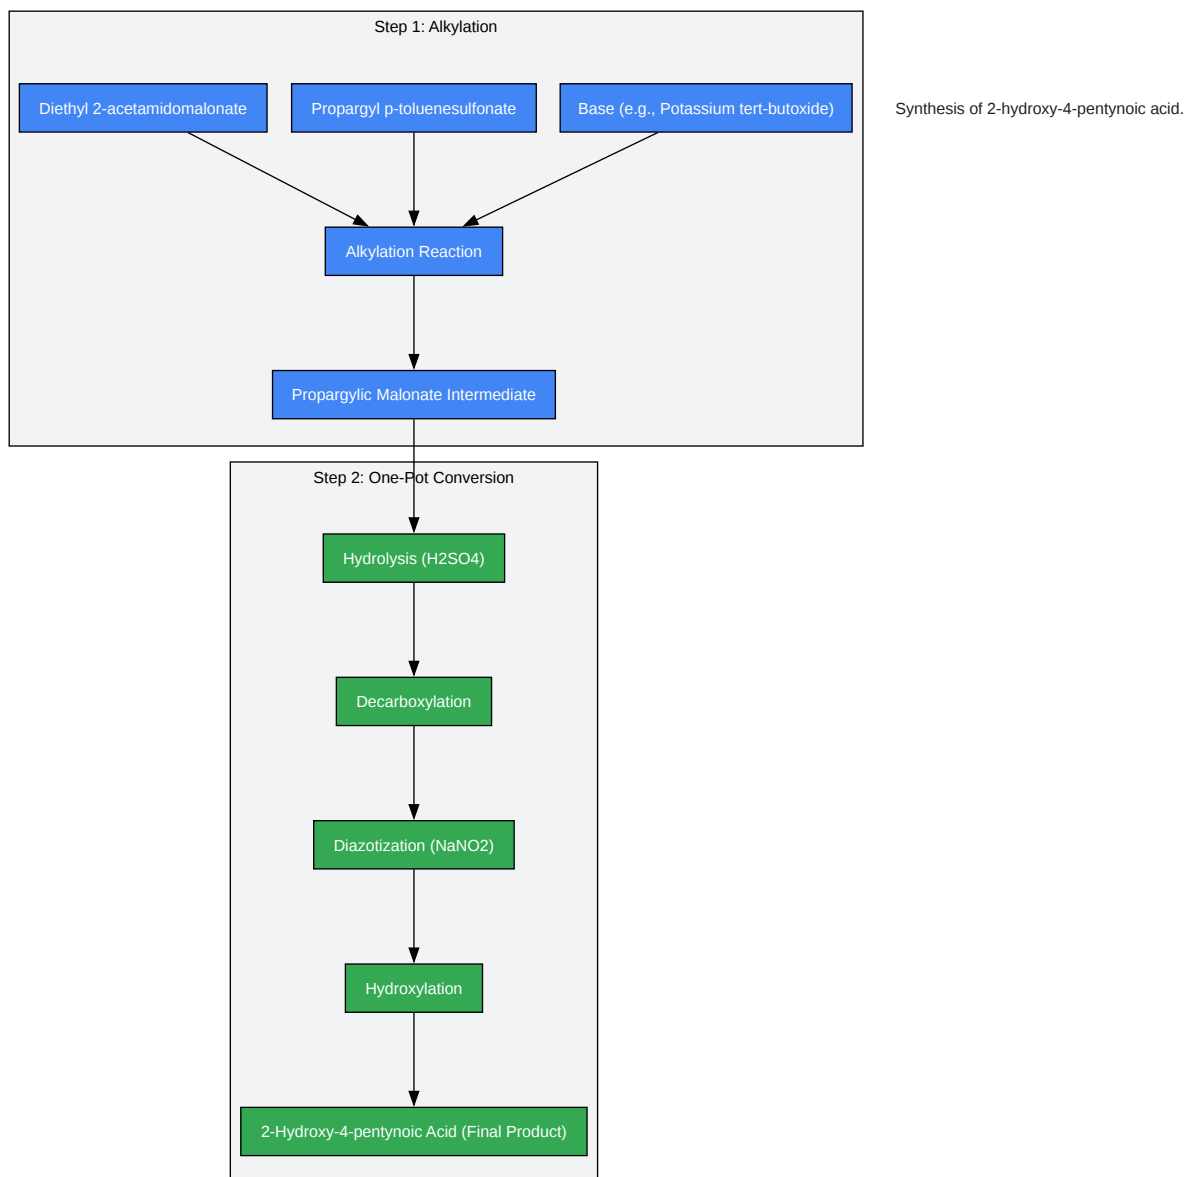 Step 1: Alkylation
Diethyl 2-acetamidomalonate
Propargyl p-toluenesulfonate
Base (e.g., Potassium tert-butoxide)
Synthesis of 2-hydroxy-4-pentynoic acid.
Alkylation Reaction
Propargylic Malonate Intermediate
Step 2: One-Pot Conversion
Hydrolysis (H2SO4)
Decarboxylation
Diazotization (NaNO2)
Hydroxylation
2-Hydroxy-4-pentynoic Acid (Final Product)